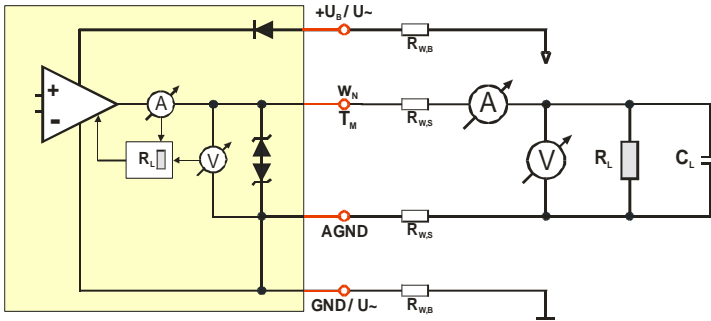 +U_B / U~
R_W,B
+
-
A
W_N
T_M
R_W,S
A
R_L
V
V
R_L
C_L
AGND
R_W,S
GND / U~
R_W,B